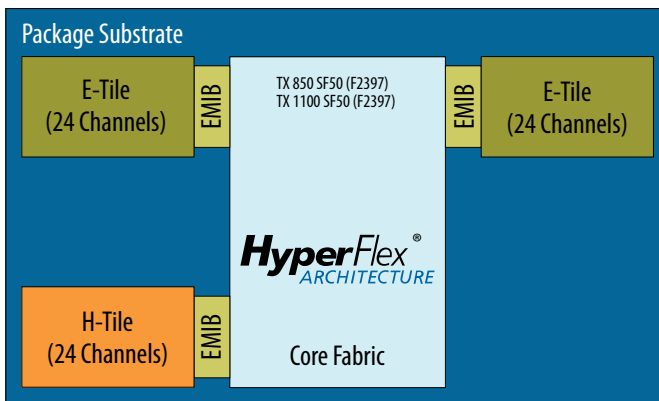 Package Substrate
E-Tile
(24 Channels)
EMIB
TX 850 SF50 (F2397)
TX 1100 SF50 (F2397)
EMIB
E-Tile
(24 Channels)
HyperFlex®
ARCHITECTURE
H-Tile
(24 Channels)
EMIB
Core Fabric